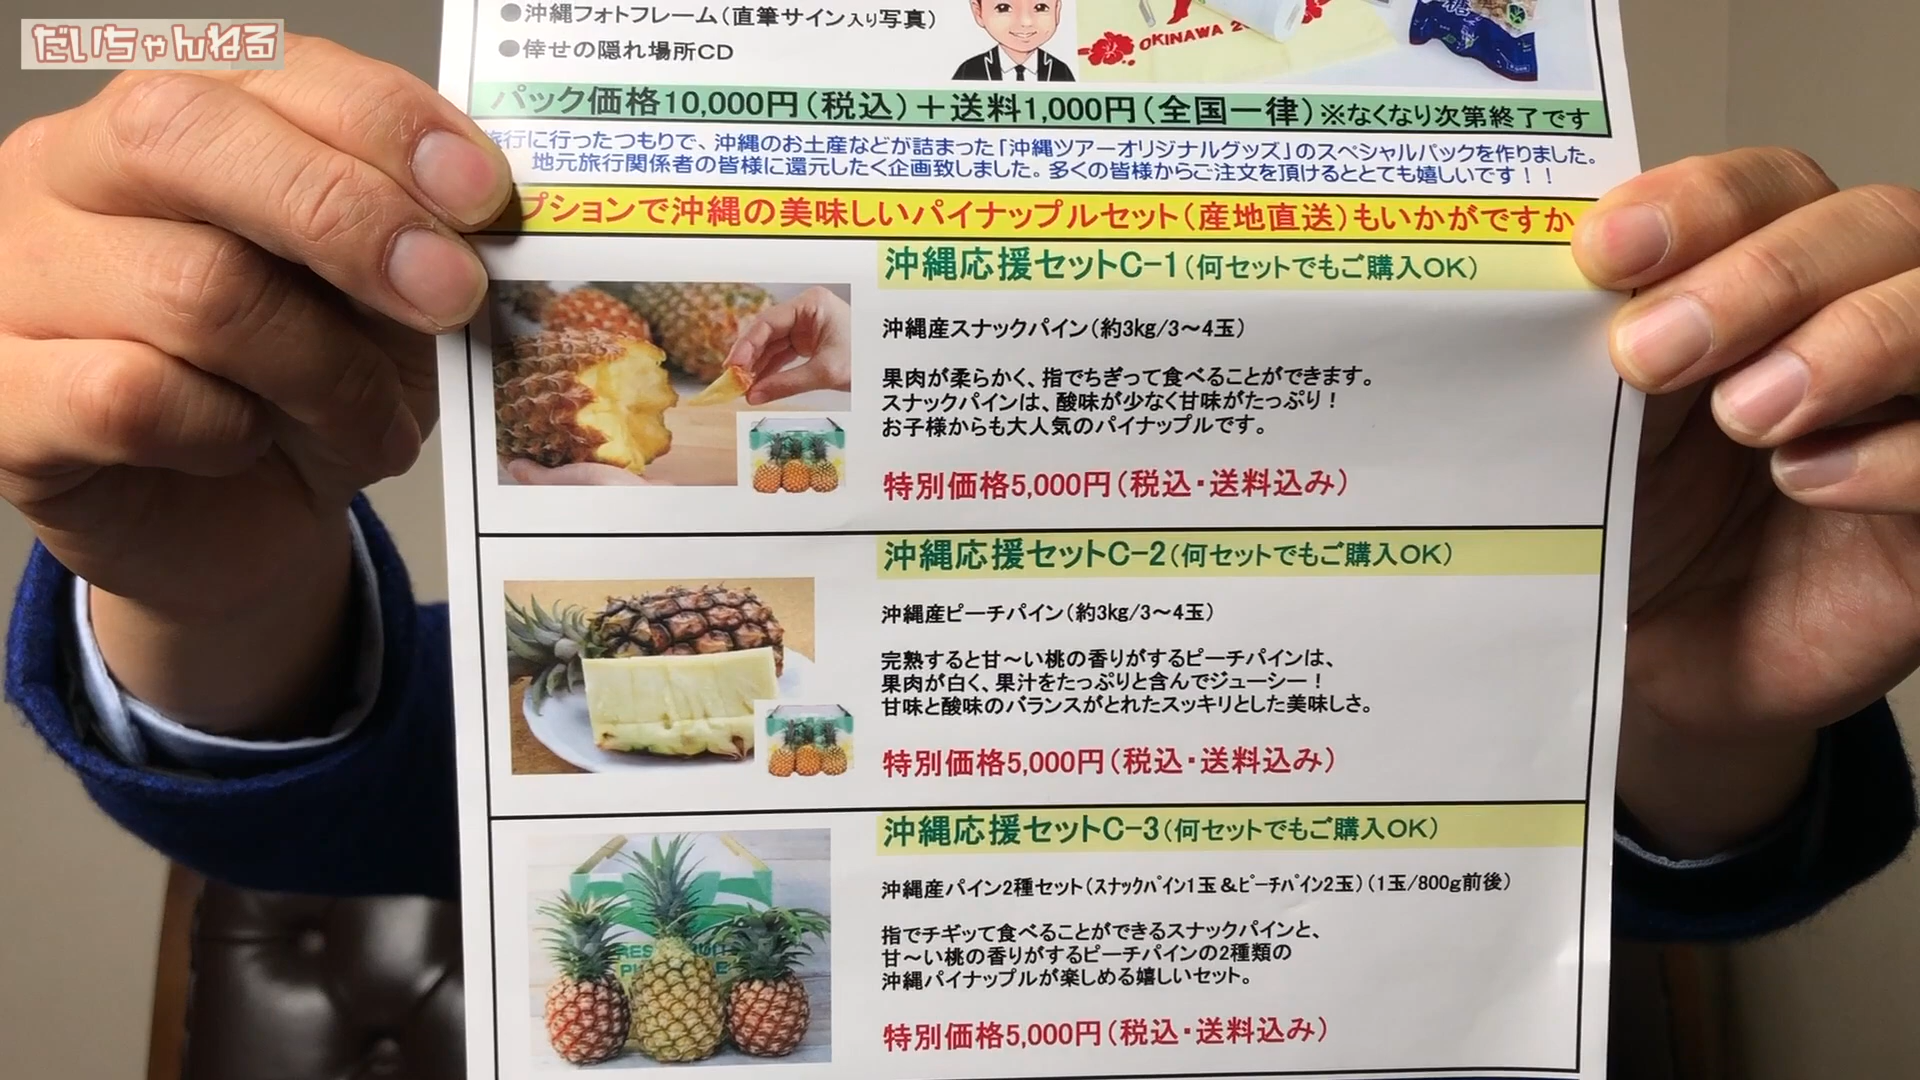 だいちゃんねる
●沖縄フォトフレーム(直筆サイン入り写真)
●倖せの隠れ場所CD
OKINAWA 2
パック価格10,000円(税込)+送料1,000円(全国一律)※なくなり次第終了です
旅行に行ったつもりで、沖縄のお土産などが詰まった「沖縄ツアーオリジナルグッズ」のスペシャルパックを作りました。
地元旅行関係者の皆様に還元したく企画致しました。多くの皆様からご注文を頂けるととても嬉しいです!!
プションで沖縄の美味しいパイナップルセット(産地直送)もいかがですか
沖縄応援セットC-1(何セットでもご購入OK)
沖縄産スナックパイン(約3kg/3~4玉)
果肉が柔らかく、指でちぎって食べることができます。
スナックパインは、酸味が少なく甘味がたっぷり!
お子様からも大人気のパイナップルです。
特別価格5,000円(税込・送料込み)
沖縄応援セットC-2(何セットでもご購入OK)
沖縄産ピーチパイン(約3kg/3~4玉)
完熟すると甘~い桃の香りがするピーチパインは、
果肉が白く、果汁をたっぷりと含んでジューシー!
甘味と酸味のバランスがとれたスッキリとした美味しさ。
特別価格5,000円(税込・送料込み)
沖縄応援セットC-3(何セットでもご購入OK)
沖縄産パイン2種セット(スナックパイン1玉&ピーチパイン2玉)(1玉/800g前後)
指でチギッて食べることができるスナックパインと、
甘~い桃の香りがするピーチパインの2種類の
沖縄パイナップルが楽しめる嬉しいセット。
特別価格5,000円(税込・送料込み)